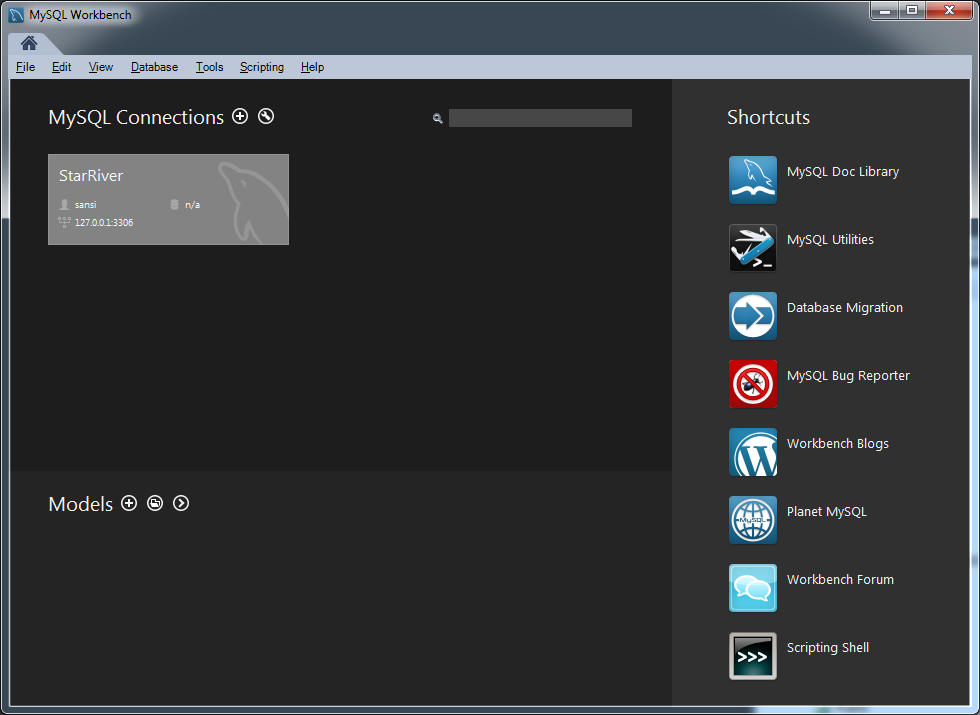 MySQL Workbench
File Edit View Database Tools Scripting Help
MySQL Connections
StarRiver
sansi
n/a
127.0.0.1:3306
Models
Shortcuts
MySQL Doc Library
MySQL Utilities
>_
Database Migration
MySQL Bug Reporter
Workbench Blogs
W
MySQL
Planet MySQL
Workbench Forum
>>>
Scripting Shell